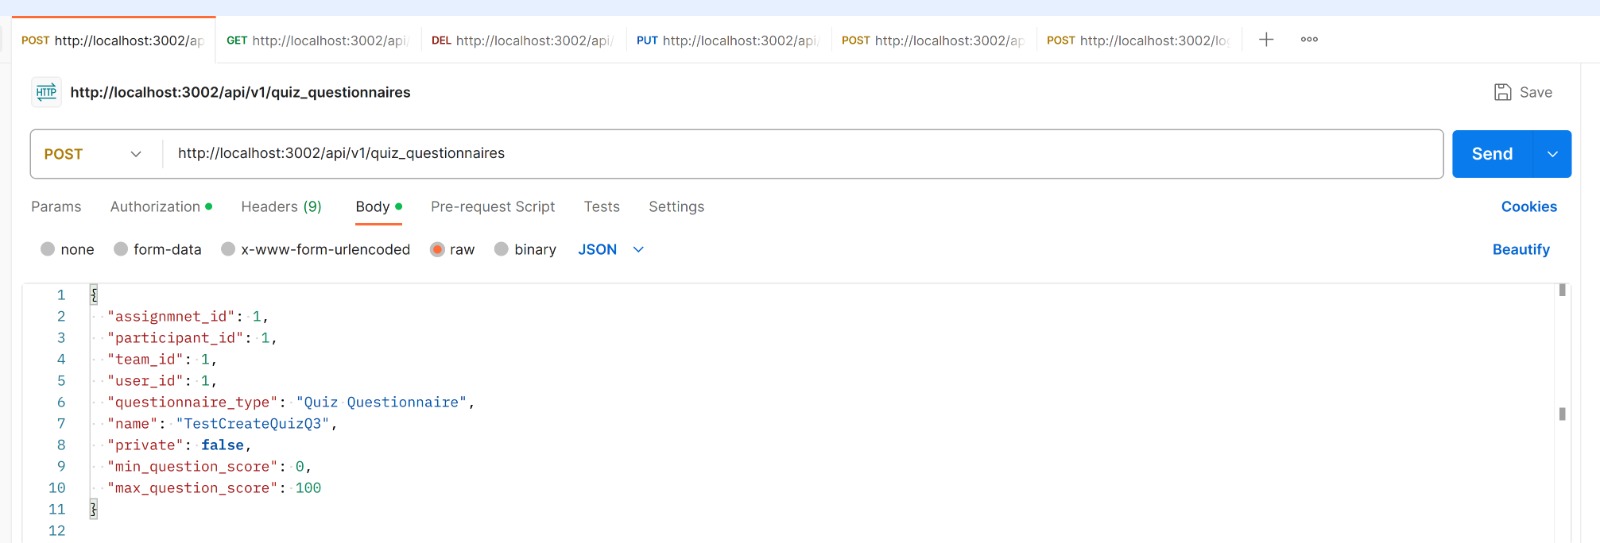 POST http://localhost:3002/ap GET http://localhost:3002/api/ DEL http://localhost:3002/api/ PUT http://localhost:3002/api/ POST http://localhost:3002/ap POST http://localhost:3002/lo
HTTP http://localhost:3002/api/v1/quiz_questionnaires Save
POST http://localhost:3002/api/v1/quiz_questionnaires Send
Params Authorization Headers (9) Body Pre-request Script Tests Settings Cookies
none form-data x-www-form-urlencoded raw binary JSON Beautify
1 {
2 "assignmnet_id": 1,
3 "participant_id": 1,
4 "team_id": 1,
5 "user_id": 1,
6 "questionnaire_type": "Quiz Questionnaire",
7 "name": "TestCreateQuizQ3",
8 "private": false,
9 "min_question_score": 0,
10 "max_question_score": 100
11 }
12